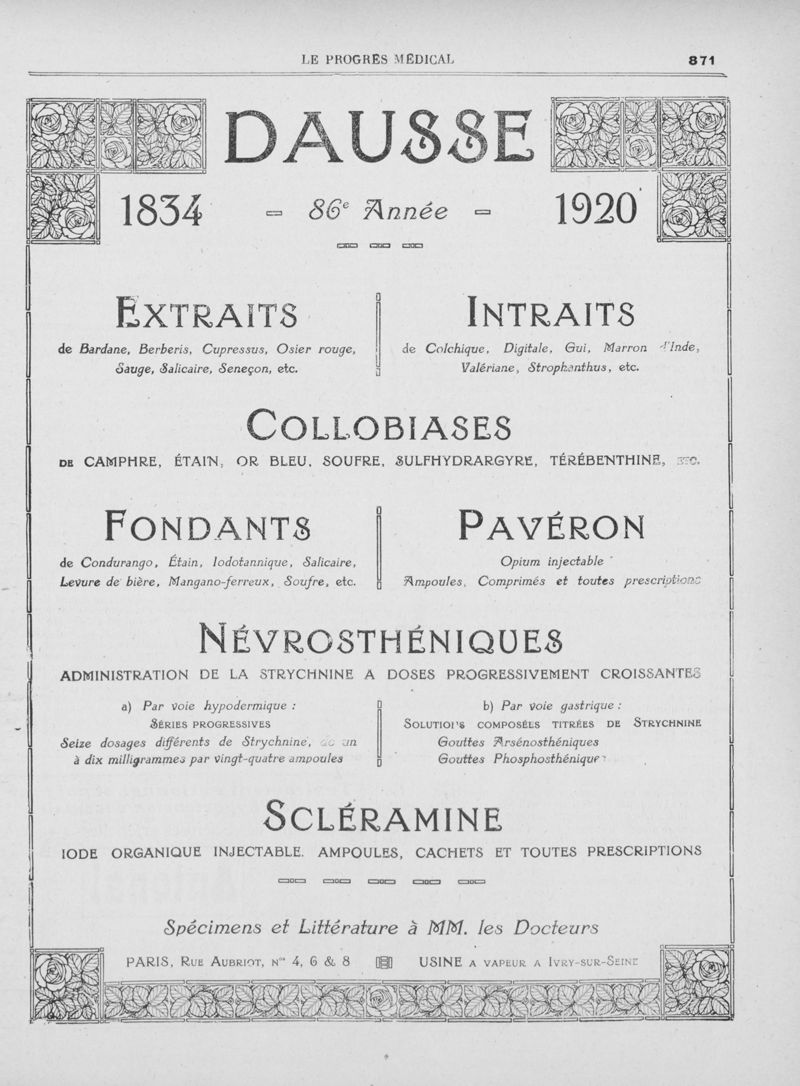 LE PROGRÈS MÉDICAL 871
DAUSSE
1834 - 86e Année - 1920
EXTRAITS
de Bardane, Berberis, Cupressus, Osier rouge,
Sauge, Salicaire, Seneçon, etc.
INTRAITS
de Colchique, Digitale, Gui, Marron d'Inde,
Valériane, Strophanthus, etc.
COLLOBIASES
DE CAMPHRE, ÉTAIN, OR BLEU, SOUFRE, SULFHYDRARGYRE, TÉRÉBENTHINE, ETC.
FONDANTS
de Condurango, Étain, Iodotannique, Salicaire,
Levure de bière, Mangano-ferreux, Soufre, etc.
PAVÉRON
Opium injectable
Ampoules, Comprimés et toutes prescriptions
NÉVROSTHÉNIQUES
ADMINISTRATION DE LA STRYCHNINE A DOSES PROGRESSIVEMENT CROISSANTES
a) Par voie hypodermique :
SÉRIES PROGRESSIVES
Seize dosages différents de Strychnine, de un
à dix milligrammes par vingt-quatre ampoules
b) Par voie gastrique :
SOLUTIONS COMPOSÉES TITRÉES DE STRYCHNINE
Gouttes Arsénosthéniques
Gouttes Phosphosthéniques
SCLÉRAMINE
IODE ORGANIQUE INJECTABLE. AMPOULES, CACHETS ET TOUTES PRESCRIPTIONS
Spécimens et Littérature à MM. les Docteurs
PARIS, RUE AUBRIOT, Nos 4, 6 & 8 USINE A VAPEUR A IVRY-SUR-SEINE